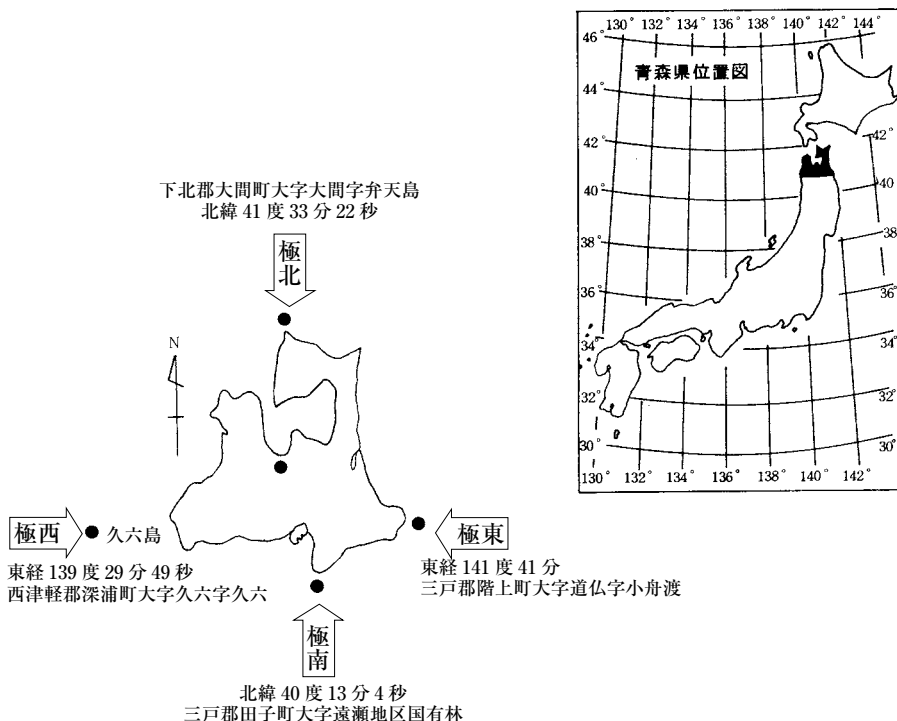 下北郡大間町大字大間字弁天島
北緯 41 度 33 分 22 秒
極北
N
極西
久六島
東経 139 度 29 分 49 秒
西津軽郡深浦町大字久六字久六
極東
東経 141 度 41 分
三戸郡階上町大字道仏字小舟渡
極南
北緯 40 度 13 分 4 秒
三戸郡田子町大字遠瀬地区国有林
46° 130° 132° 134° 136° 138° 140° 142° 144°
青森県位置図
44°
42° 42°
40° 40°
38° 38°
36° 36°
34° 34°
32° 32°
30° 30°
130° 132° 134° 136° 138° 140° 142°